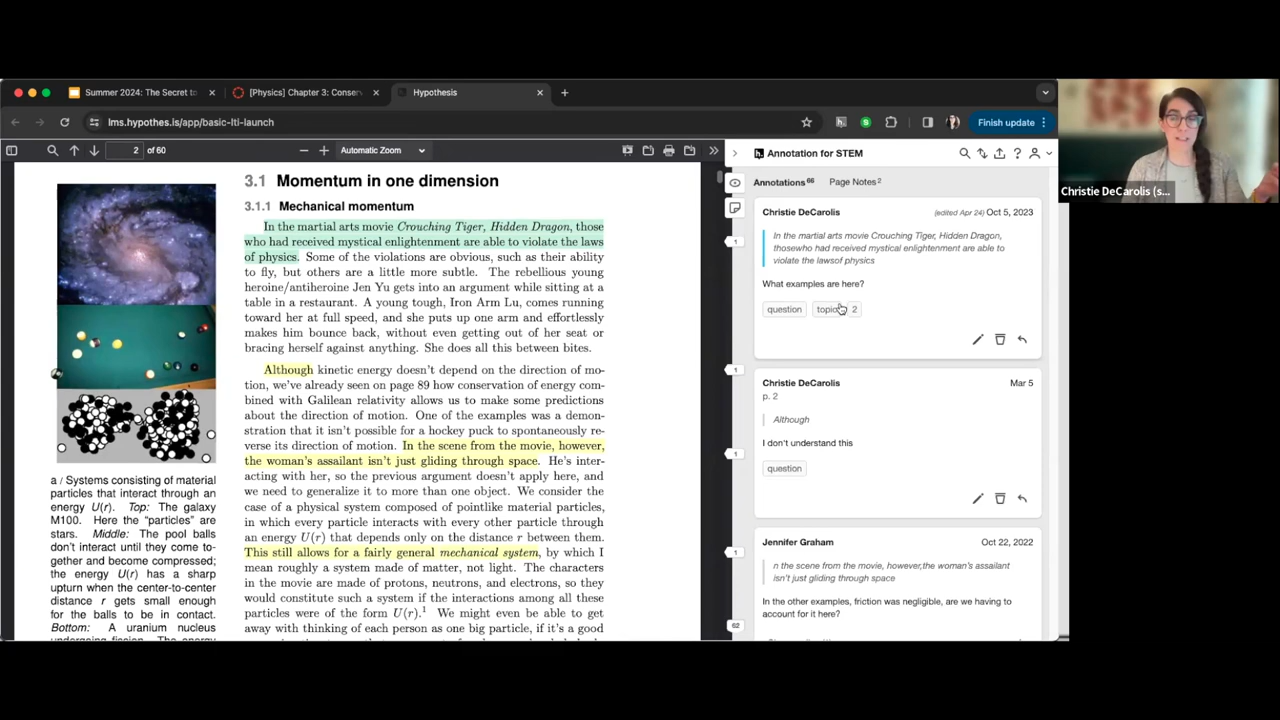 Summer 2024: The Secret to
[Physics] Chapter 3: Conser
Hypothesis
lms.hypothes.is/app/basic-lti-launch
Finish update
2
of 60
Automatic Zoom
3.1 Momentum in one dimension
3.1.1 Mechanical momentum
In the martial arts movie Crouching Tiger, Hidden Dragon, those
who had received mystical enlightenment are able to violate the laws
of physics. Some of the violations are obvious, such as their ability
to fly, but others are a little more subtle. The rebellious young
heroine/antiheroine Jen Yu gets into an argument while sitting at a
table in a restaurant. A young tough, Iron Arm Lu, comes running
toward her at full speed, and she puts up one arm and effortlessly
makes him bounce back, without even getting out of her seat or
bracing herself against anything. She does all this between bites.
Although kinetic energy doesn't depend on the direction of mo-
tion, we've already seen on page 89 how conservation of energy com-
bined with Galilean relativity allows us to make some predictions
about the direction of motion. One of the examples was a demon-
stration that it isn't possible for a hockey puck to spontaneously re-
verse its direction of motion. In the scene from the movie, however,
the woman's assailant isn't just gliding through space. He's inter-
acting with her, so the previous argument doesn't apply here, and
we need to generalize it to more than one object. We consider the
case of a physical system composed of pointlike material particles,
in which every particle interacts with every other particle through
an energy U(r) that depends only on the distance r between them.
This still allows for a fairly general mechanical system, by which I
mean roughly a system made of matter, not light. The characters
in the movie are made of protons, neutrons, and electrons, so they
would constitute such a system if the interactions among all these
particles were of the form U(r).1 We might even be able to get
away with thinking of each person as one big particle, if it's a good
a / Systems consisting of material
particles that interact through an
energy U(r). Top: The galaxy
M100. Here the "particles" are
stars. Middle: The pool balls
don't interact until they come to-
gether and become compressed;
the energy U(r) has a sharp
upturn when the center-to-center
distance r gets small enough
for the balls to be in contact.
Bottom: A uranium nucleus
undergoing fission. The energy
Annotation for STEM
Annotations 66
Page Notes 2
1
Christie DeCarolis
(edited Apr 24) Oct 5, 2023
In the martial arts movie Crouching Tiger, Hidden Dragon,
thosewho had received mystical enlightenment are able to
violate the lawsof physics
What examples are here?
question
topic
2
1
Christie DeCarolis
Mar 5
p. 2
Although
I don't understand this
question
1
1
Jennifer Graham
Oct 22, 2022
n the scene from the movie, however,the woman's assailant
isn't just gliding through space
In the other examples, friction was negligible, are we having to
account for it here?
62
Christie DeCarolis (s...